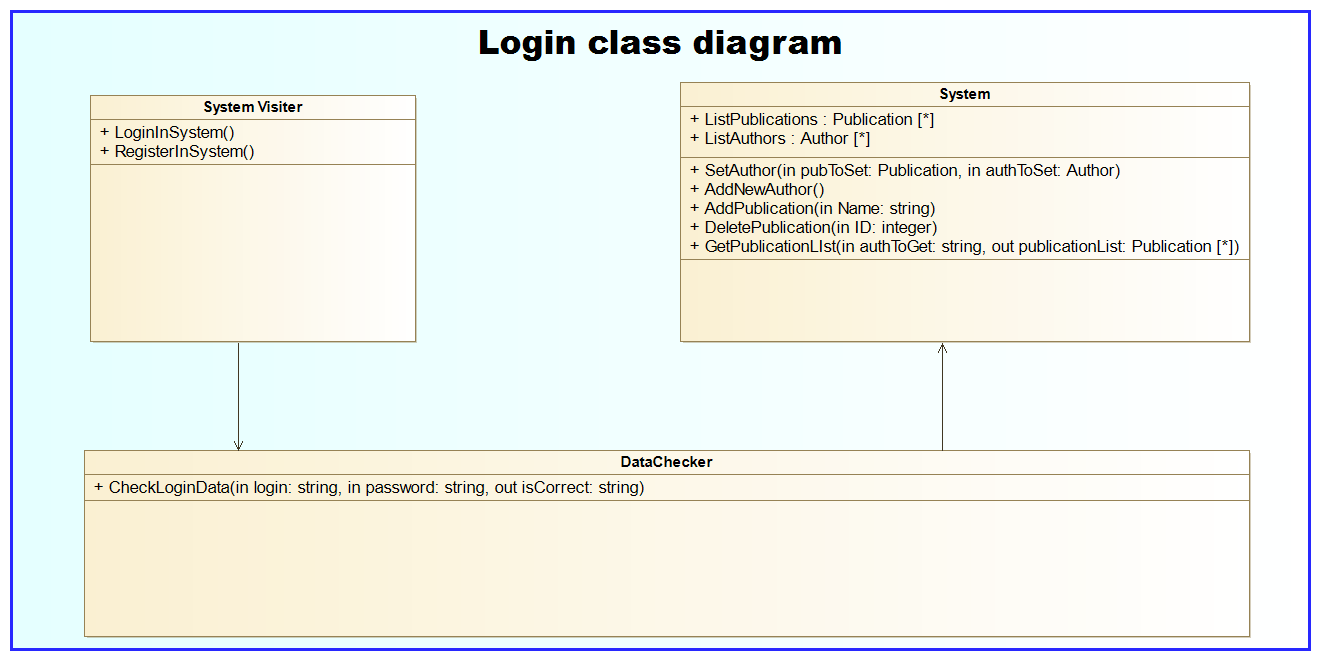 Login class diagram
System Visiter
+ LoginInSystem()
+ RegisterInSystem()
System
+ ListPublications : Publication [*]
+ ListAuthors : Author [*]
+ SetAuthor(in pubToSet: Publication, in authToSet: Author)
+ AddNewAuthor()
+ AddPublication(in Name: string)
+ DeletePublication(in ID: integer)
+ GetPublicationLIst(in authToGet: string, out publicationList: Publication [*])
DataChecker
+ CheckLoginData(in login: string, in password: string, out isCorrect: string)